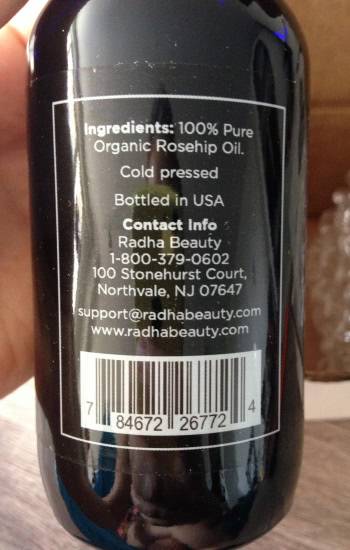 Ingredients: 100% Pure
Organic Rosehip Oil.
Cold pressed
Bottled in USA
Contact Info
Radha Beauty
1-800-379-0602
100 Stonehurst Court,
Northvale, NJ 07647
support@radhabeauty.com
www.radhabeauty.com
7 84672 26772 4